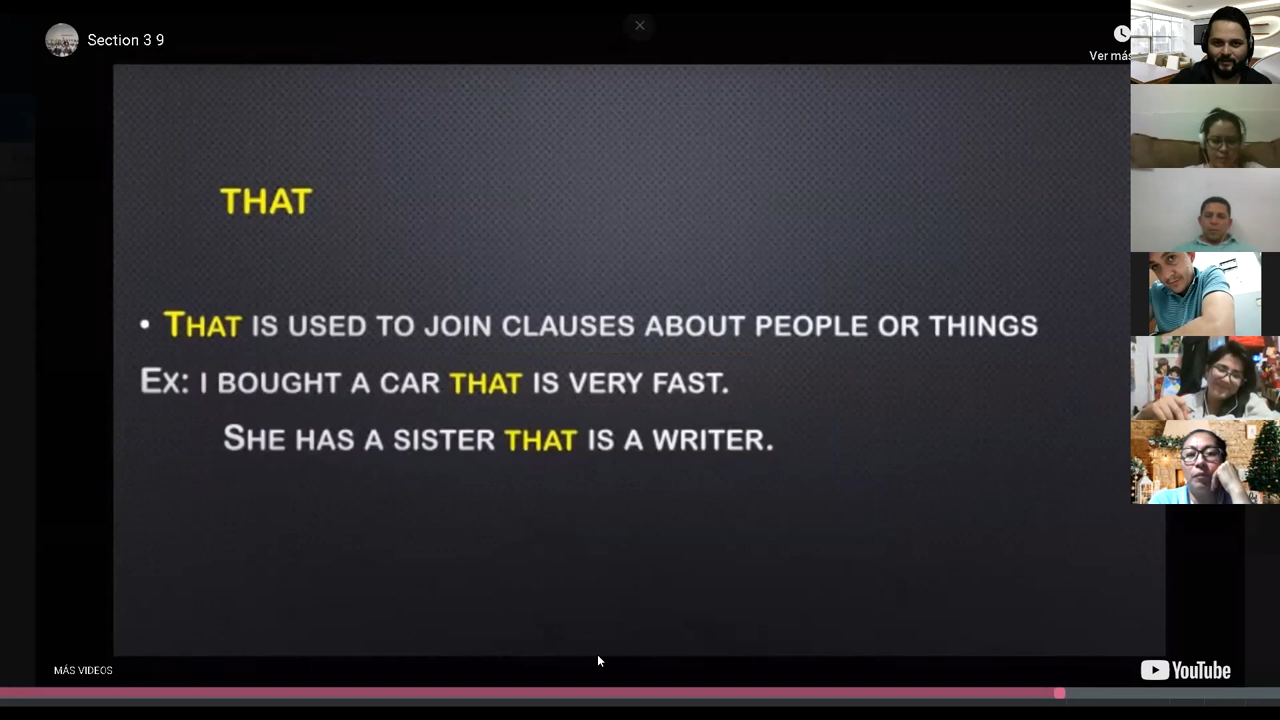 Section 3 9
Ver más
THAT
• THAT IS USED TO JOIN CLAUSES ABOUT PEOPLE OR THINGS
EX: I BOUGHT A CAR THAT IS VERY FAST.
SHE HAS A SISTER THAT IS A WRITER.
MÁS VIDEOS
YouTube